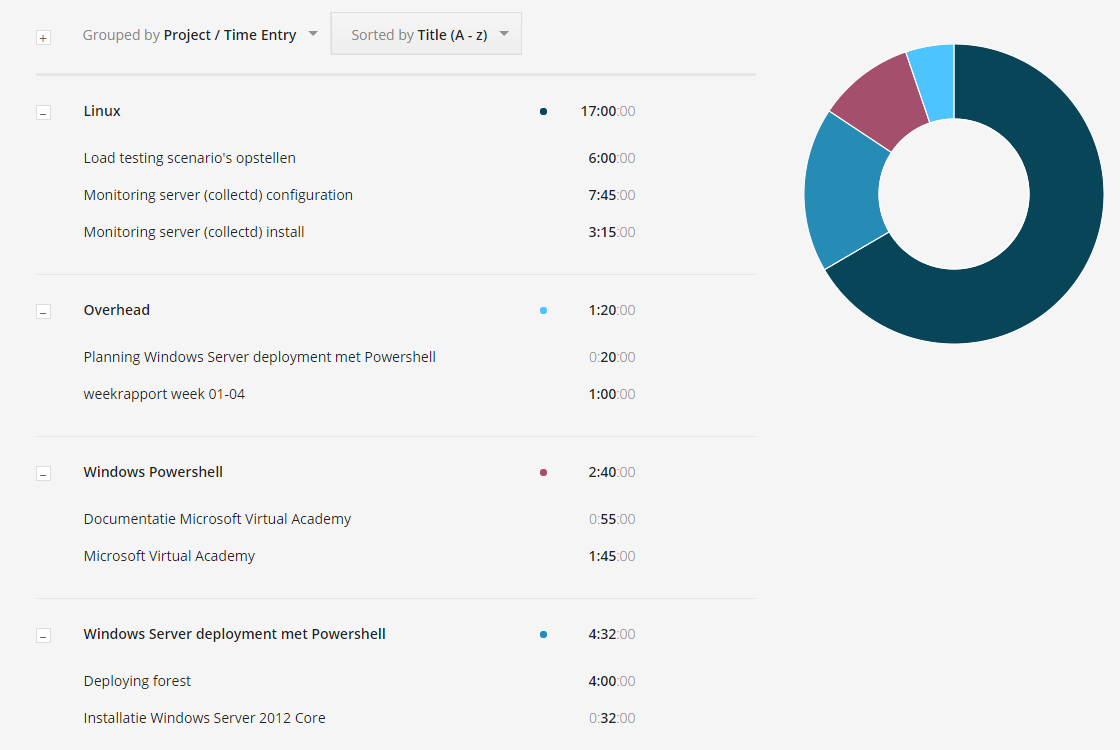 + Grouped by Project / Time Entry Sorted by Title (A - z)
– Linux 17:00:00
Load testing scenario's opstellen 6:00:00
Monitoring server (collectd) configuration 7:45:00
Monitoring server (collectd) install 3:15:00
– Overhead 1:20:00
Planning Windows Server deployment met Powershell 0:20:00
weekrapport week 01-04 1:00:00
– Windows Powershell 2:40:00
Documentatie Microsoft Virtual Academy 0:55:00
Microsoft Virtual Academy 1:45:00
– Windows Server deployment met Powershell 4:32:00
Deploying forest 4:00:00
Installatie Windows Server 2012 Core 0:32:00